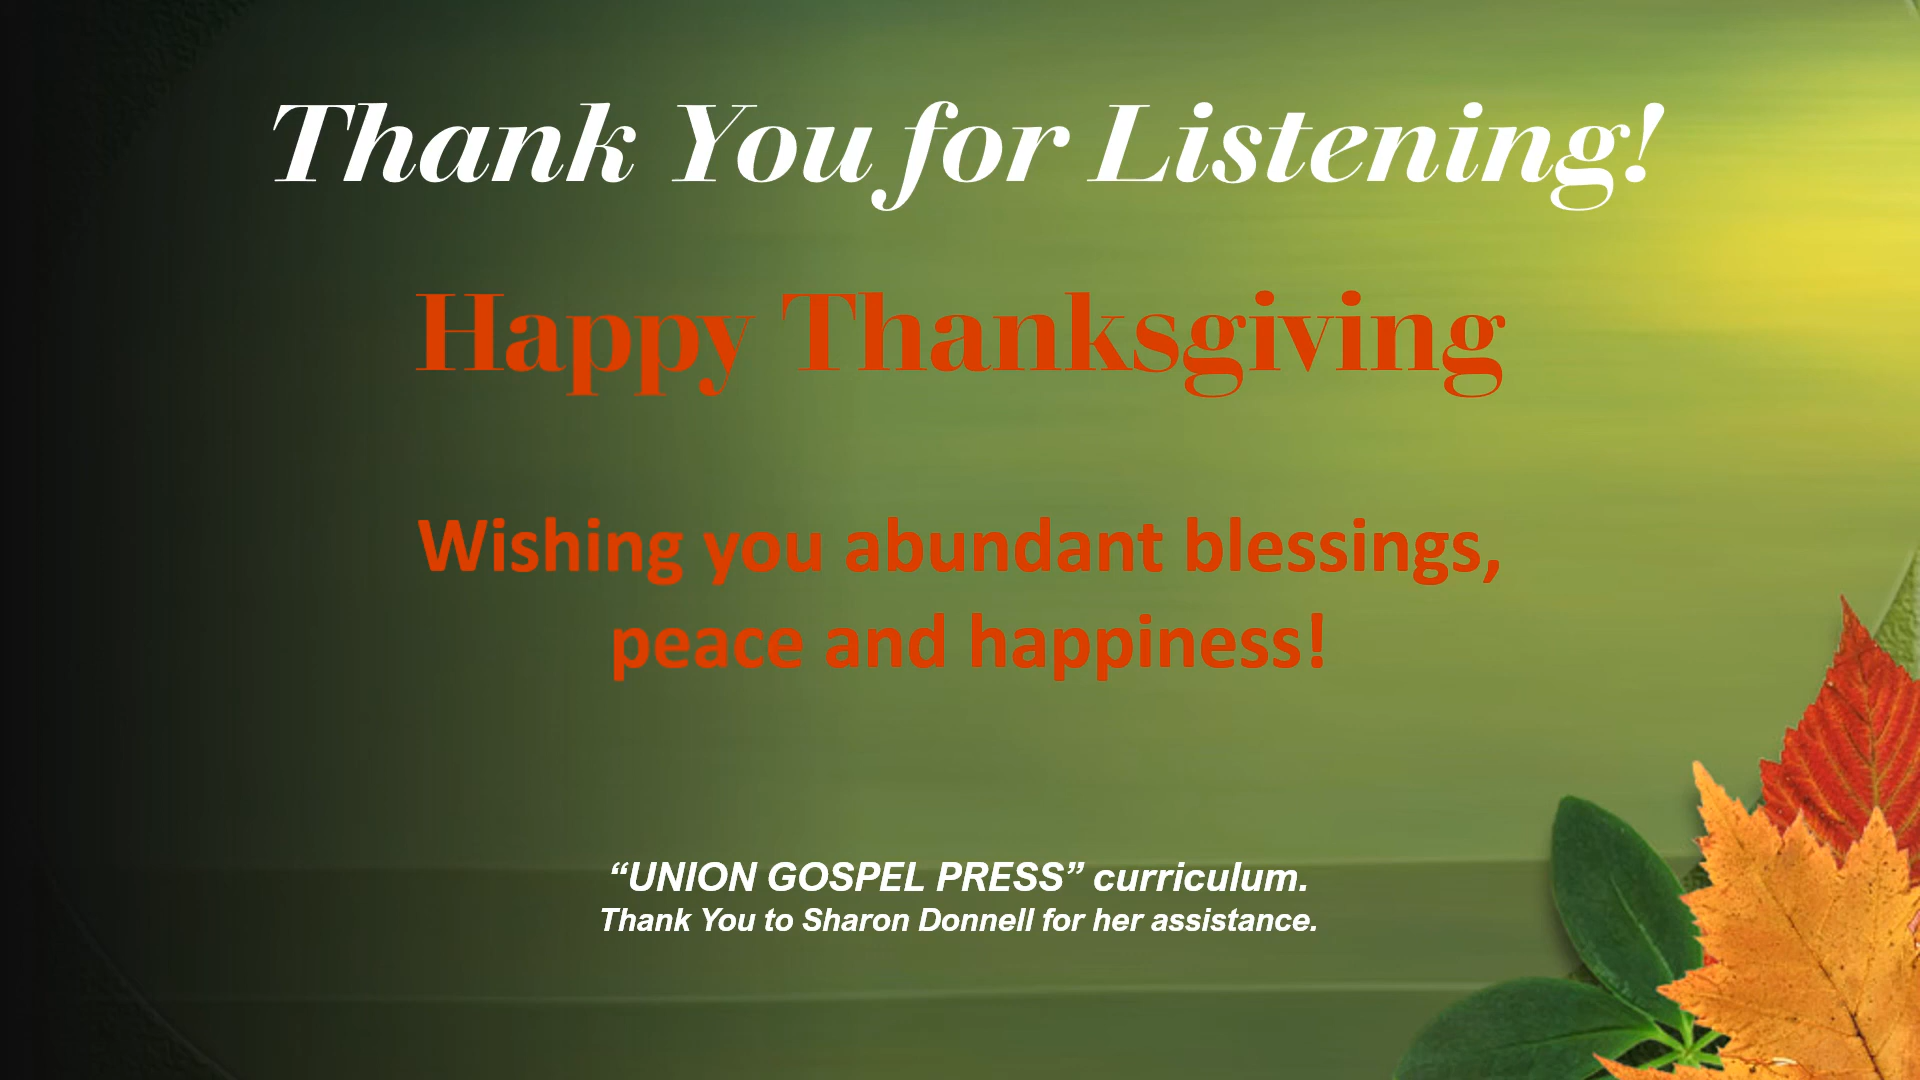 Thank You for Listening!
Happy Thanksgiving
Wishing you abundant blessings,
peace and happiness!
“UNION GOSPEL PRESS” curriculum.
Thank You to Sharon Donnell for her assistance.